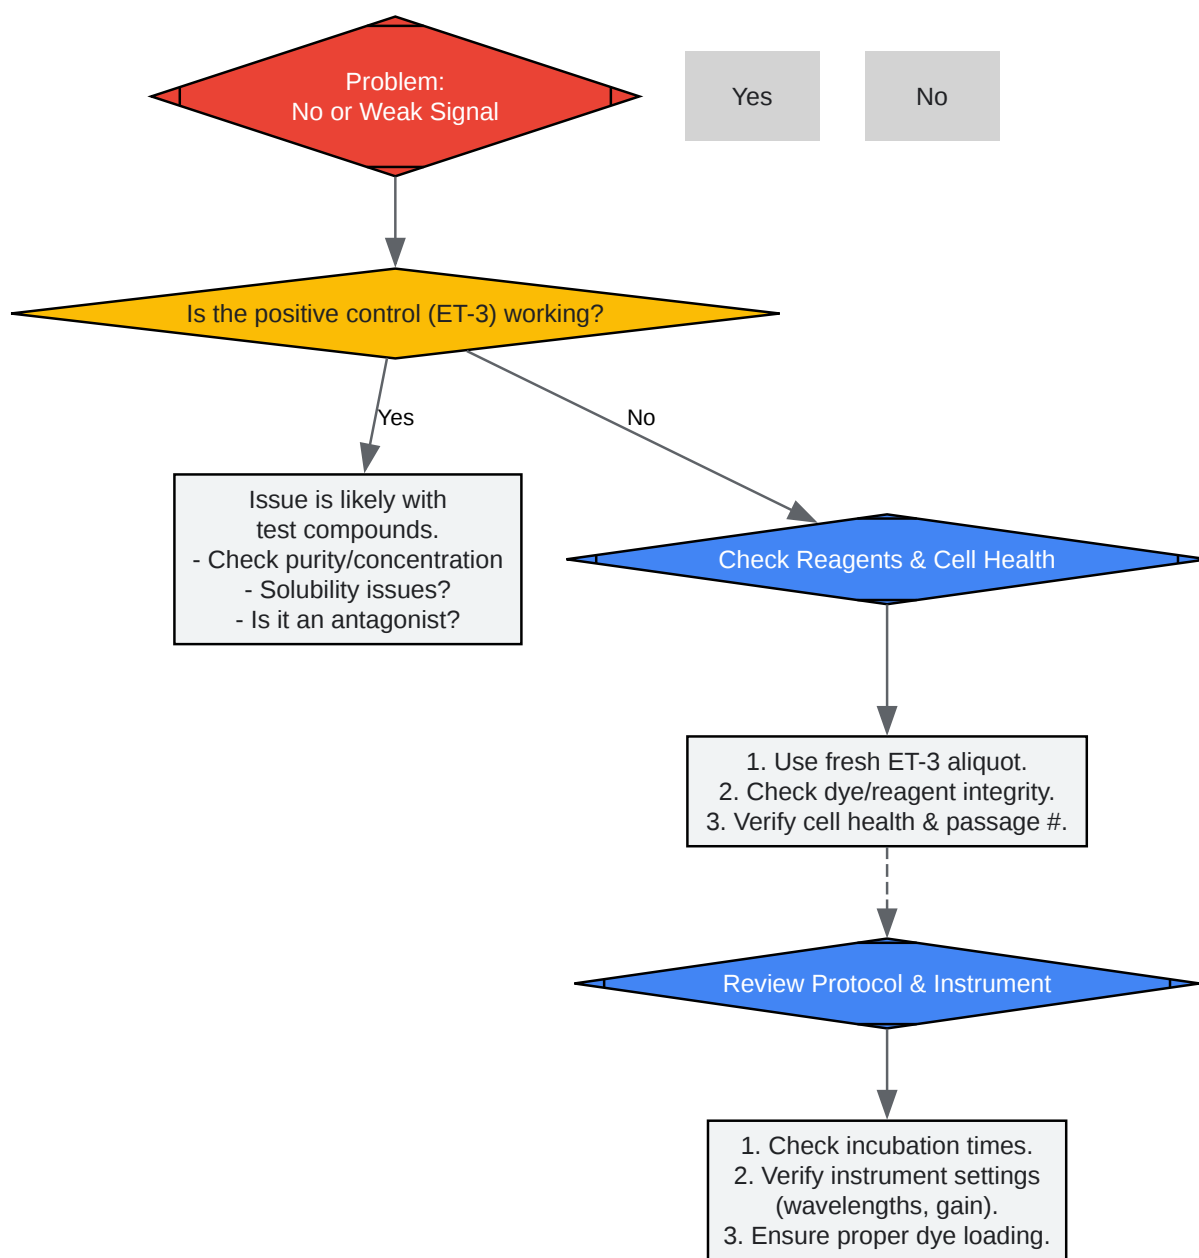 Problem:
No or Weak Signal
Yes
No
Is the positive control (ET-3) working?
Yes
No
Issue is likely with
test compounds.
- Check purity/concentration
- Solubility issues?
- Is it an antagonist?
Check Reagents & Cell Health
1. Use fresh ET-3 aliquot.
2. Check dye/reagent integrity.
3. Verify cell health & passage #.
Review Protocol & Instrument
1. Check incubation times.
2. Verify instrument settings
(wavelengths, gain).
3. Ensure proper dye loading.